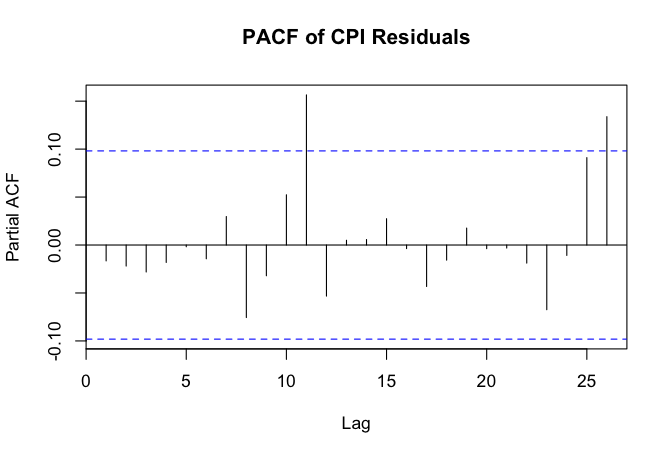 PACF of CPI Residuals
Partial ACF
0.10
0.00
-0.10
0 5 10 15 20 25
Lag